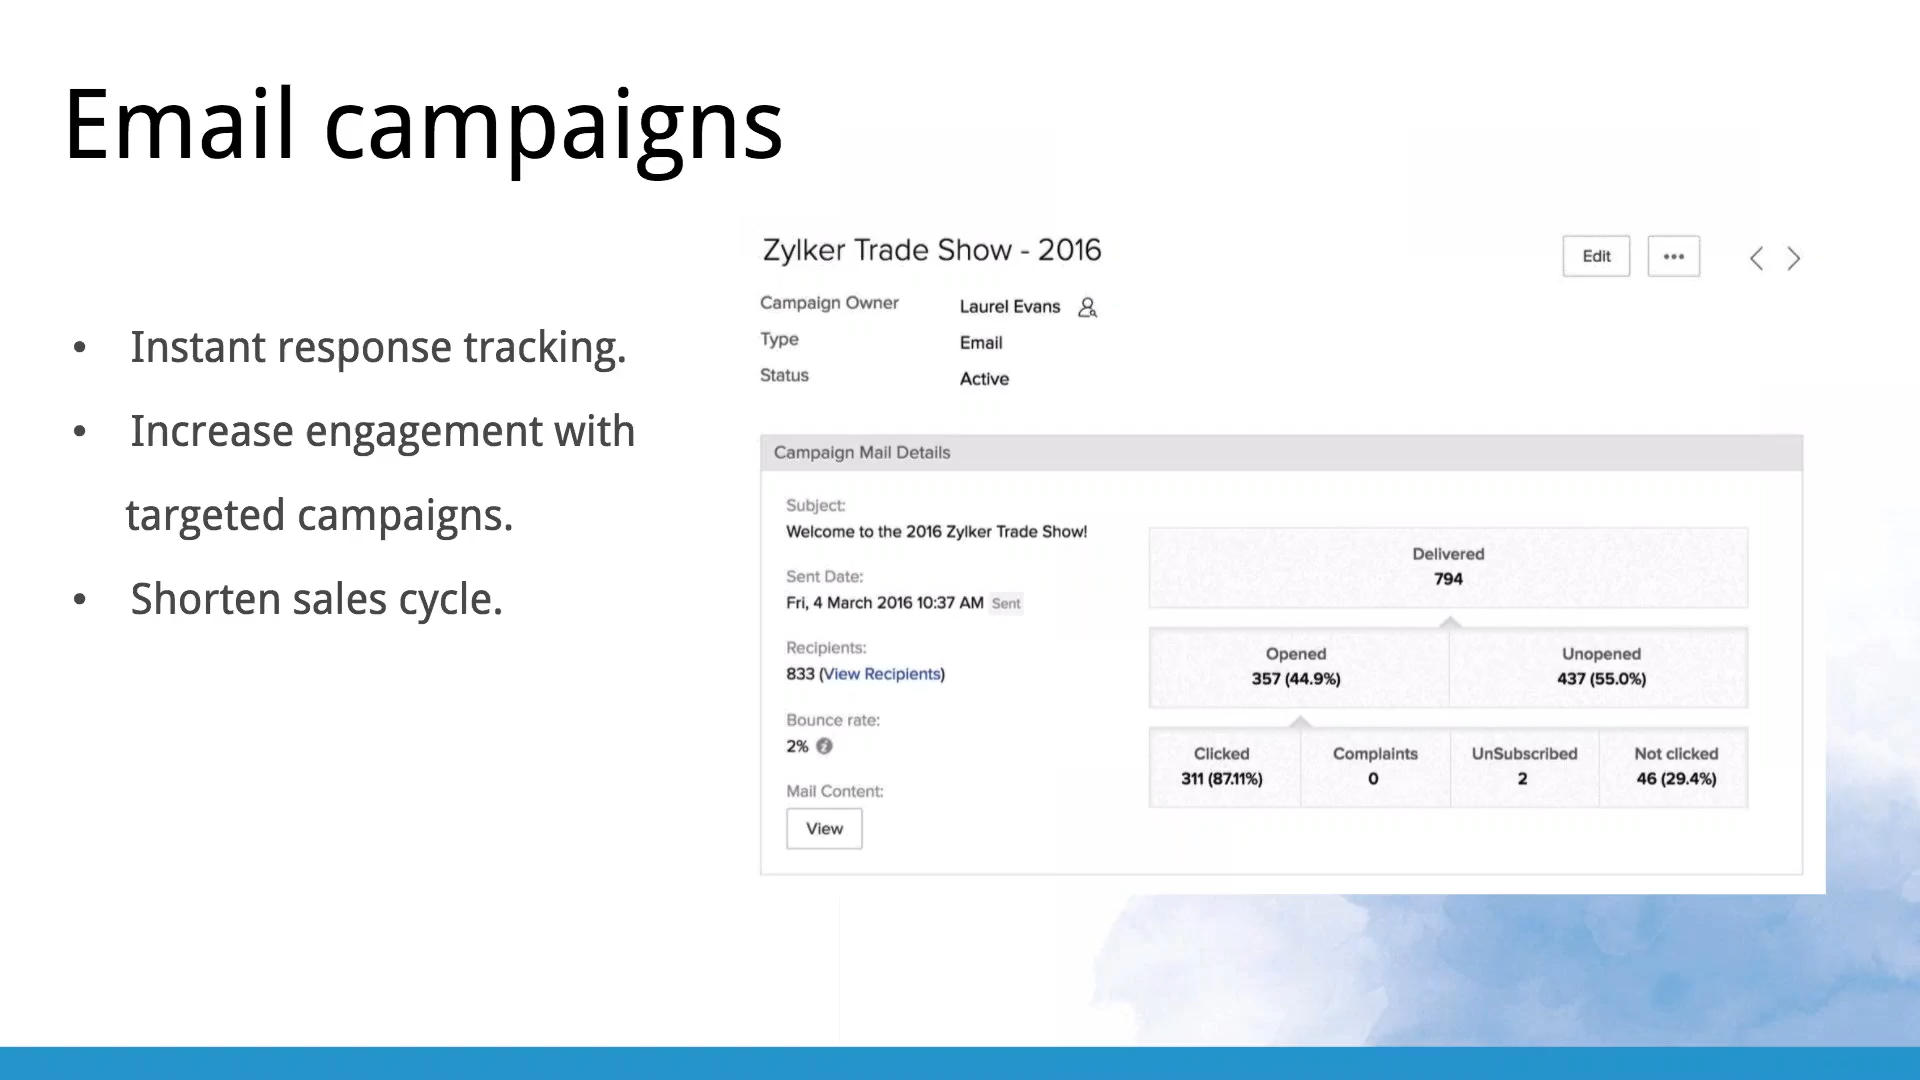 Email campaigns
• Instant response tracking.
• Increase engagement with
targeted campaigns.
• Shorten sales cycle.
Zylker Trade Show - 2016
Edit
•••
Campaign Owner Laurel Evans
Type Email
Status Active
Campaign Mail Details
Subject:
Welcome to the 2016 Zylker Trade Show!
Sent Date:
Fri, 4 March 2016 10:37 AM Sent
Recipients:
833 (View Recipients)
Bounce rate:
2%
Mail Content:
View
Delivered
794
Opened Unopened
357 (44.9%) 437 (55.0%)
Clicked Complaints UnSubscribed Not clicked
311 (87.11%) 0 2 46 (29.4%)